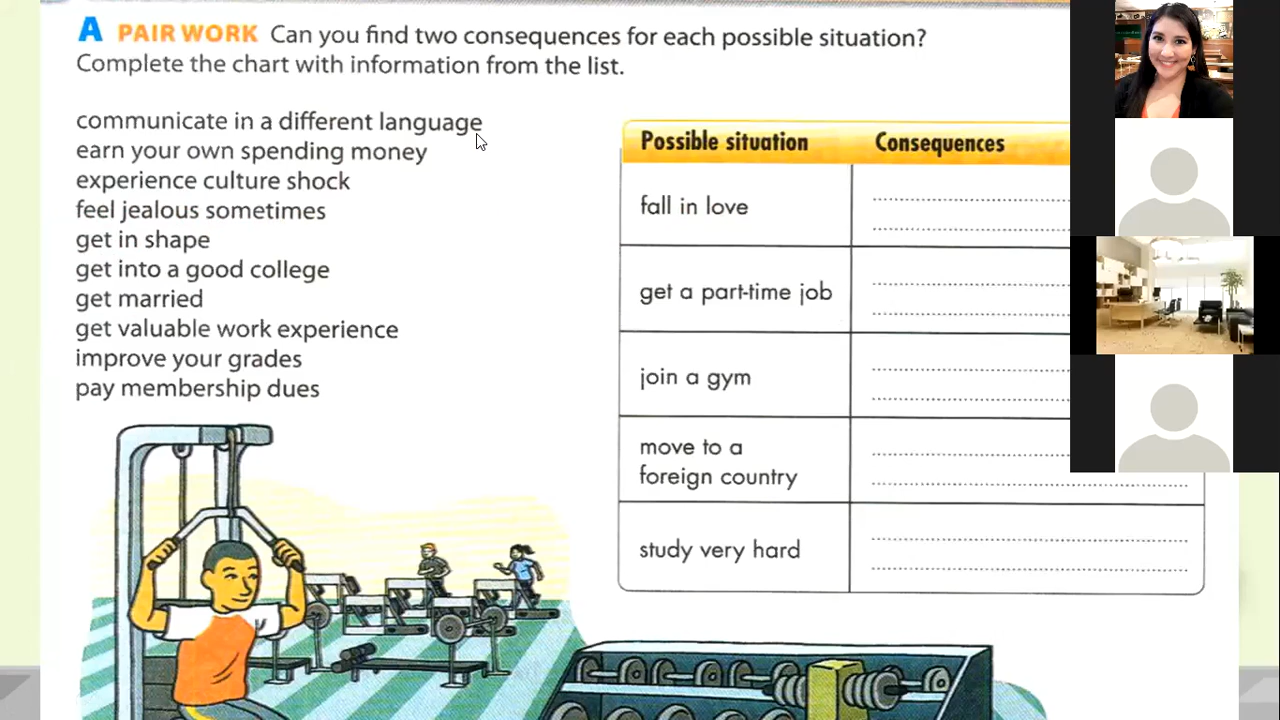 A PAIR WORK Can you find two consequences for each possible situation?
Complete the chart with information from the list.
communicate in a different language
earn your own spending money
experience culture shock
feel jealous sometimes
get in shape
get into a good college
get married
get valuable work experience
improve your grades
pay membership dues
Possible situation Consequences
fall in love
get a part-time job
join a gym
move to a
foreign country
study very hard